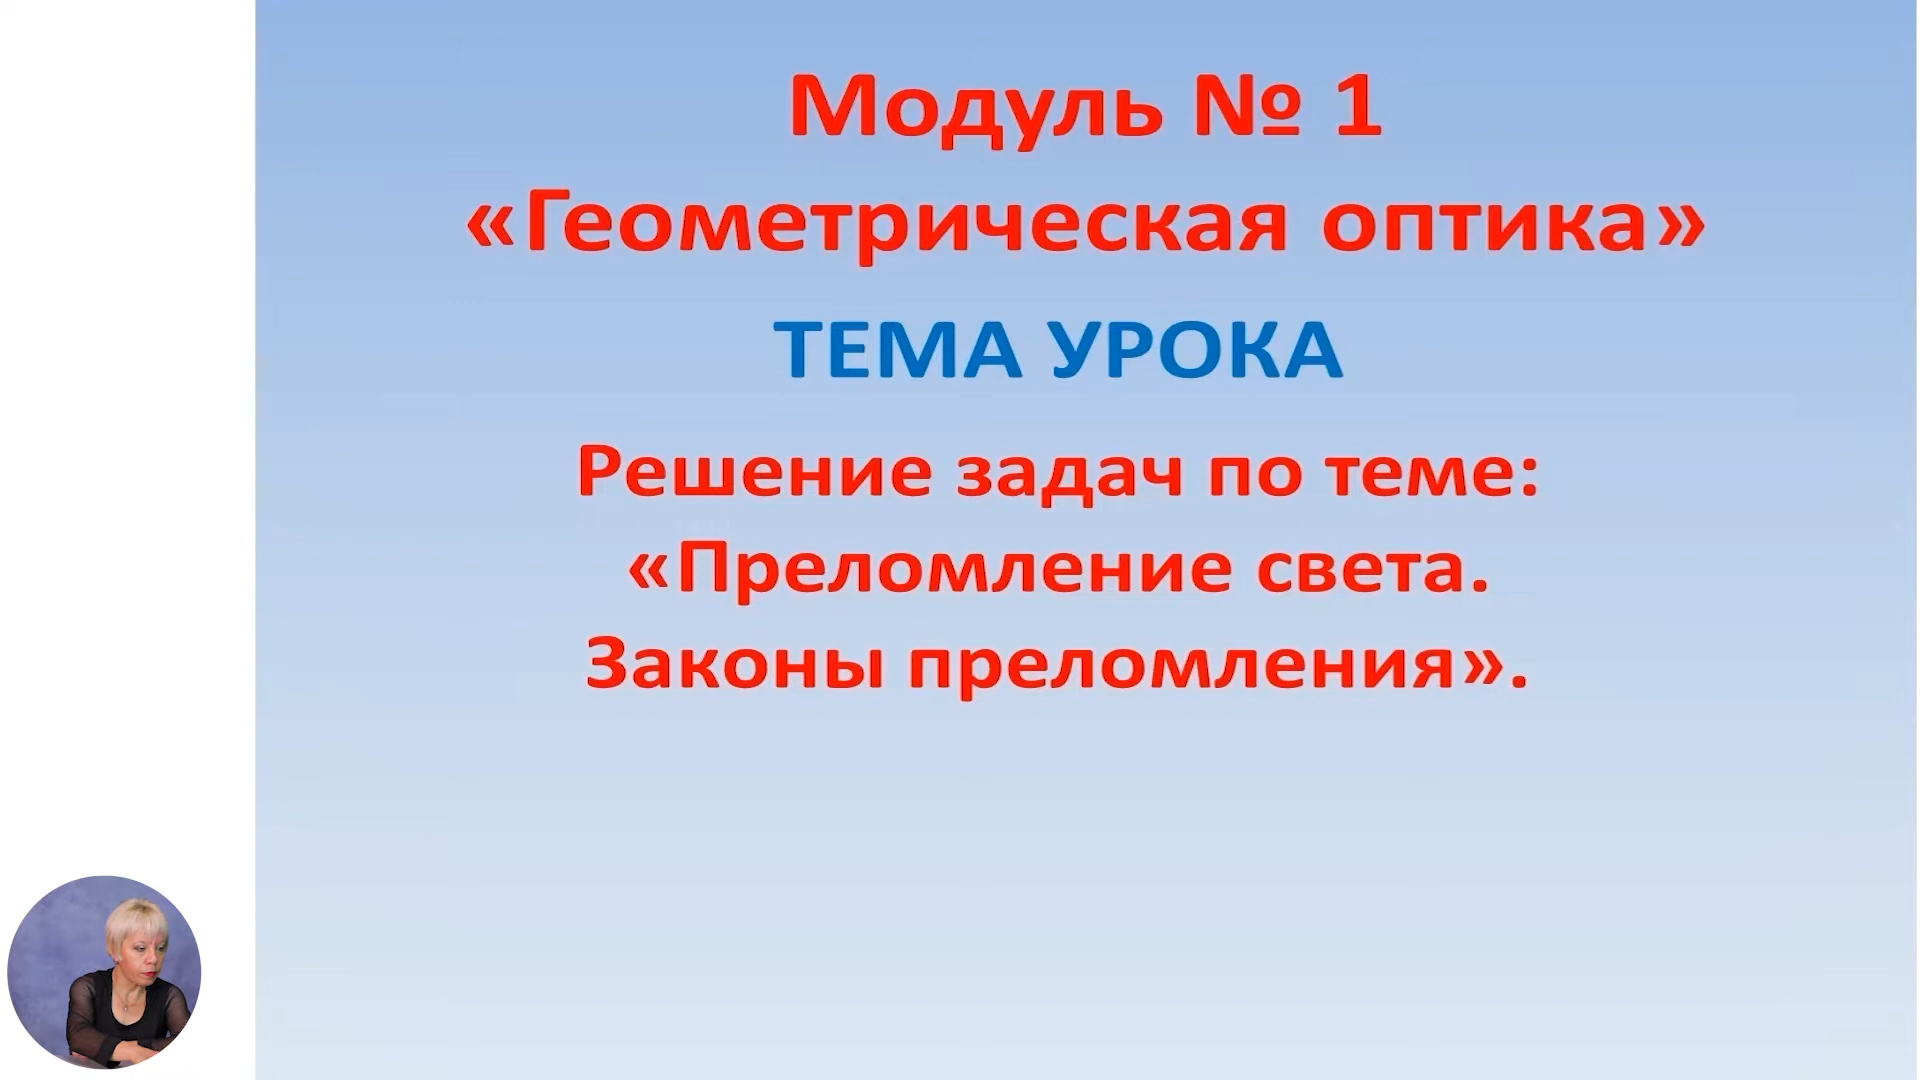 Модуль № 1
«Геометрическая оптика»
ТЕМА УРОКА
Решение задач по теме:
«Преломление света.
Законы преломления».